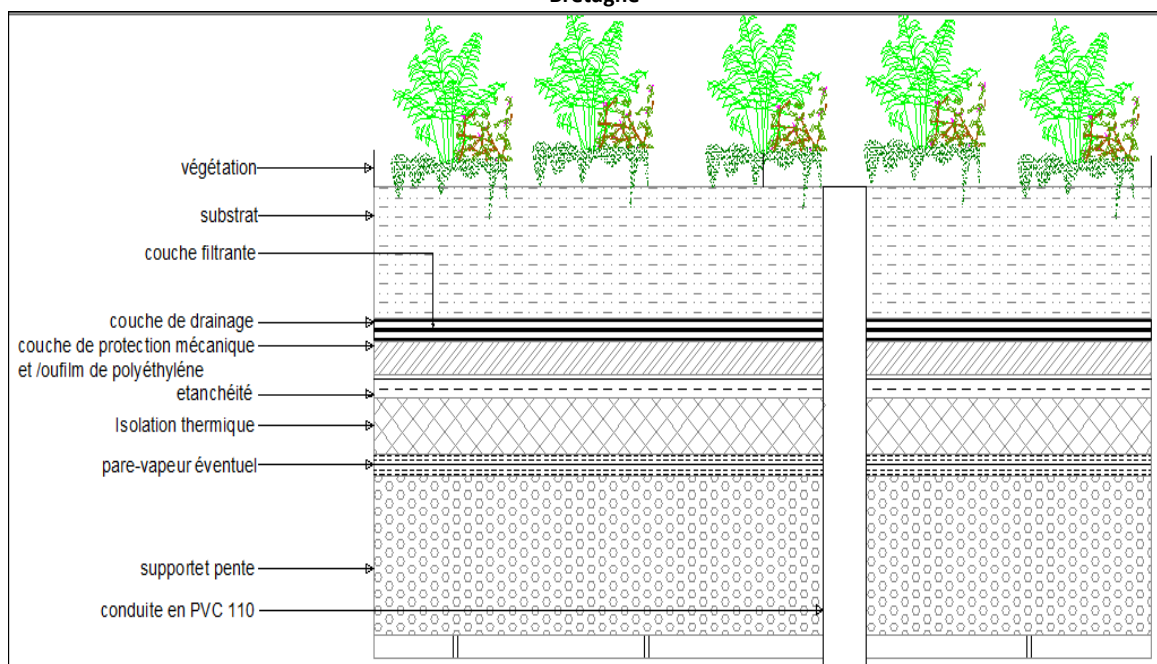 Bretagne
végétation
substrat
couche filtrante
couche de drainage
couche de protection mécanique
et /oufilm de polyéthyléne
etanchéité
Isolation thermique
pare-vapeur éventuel
supportet pente
conduite en PVC 110